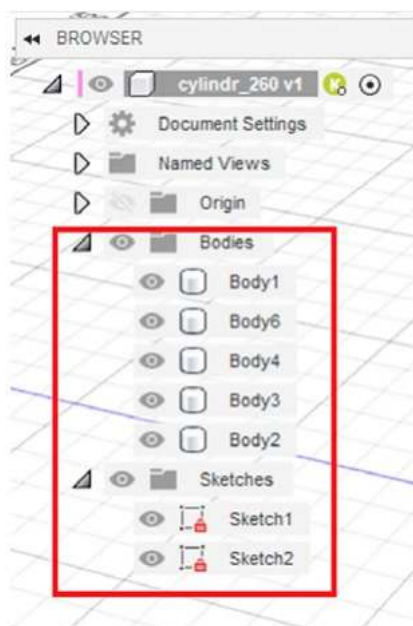 BROWSER
cylindr_260 v1
Document Settings
Named Views
Origin
Bodies
Body1
Body6
Body4
Body3
Body2
Sketches
Sketch1
Sketch2